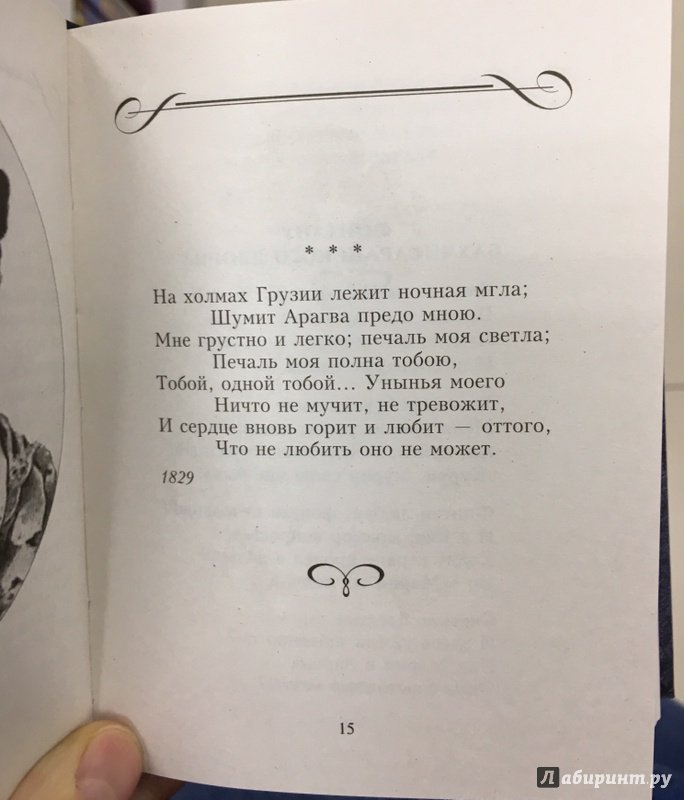 * * *
На холмах Грузии лежит ночная мгла;
Шумит Арагва предо мною.
Мне грустно и легко; печаль моя светла;
Печаль моя полна тобою,
Тобой, одной тобой... Унынья моего
Ничто не мучит, не тревожит,
И сердце вновь горит и любит — оттого,
Что не любить оно не может.
1829
15
Лабиринт.ру